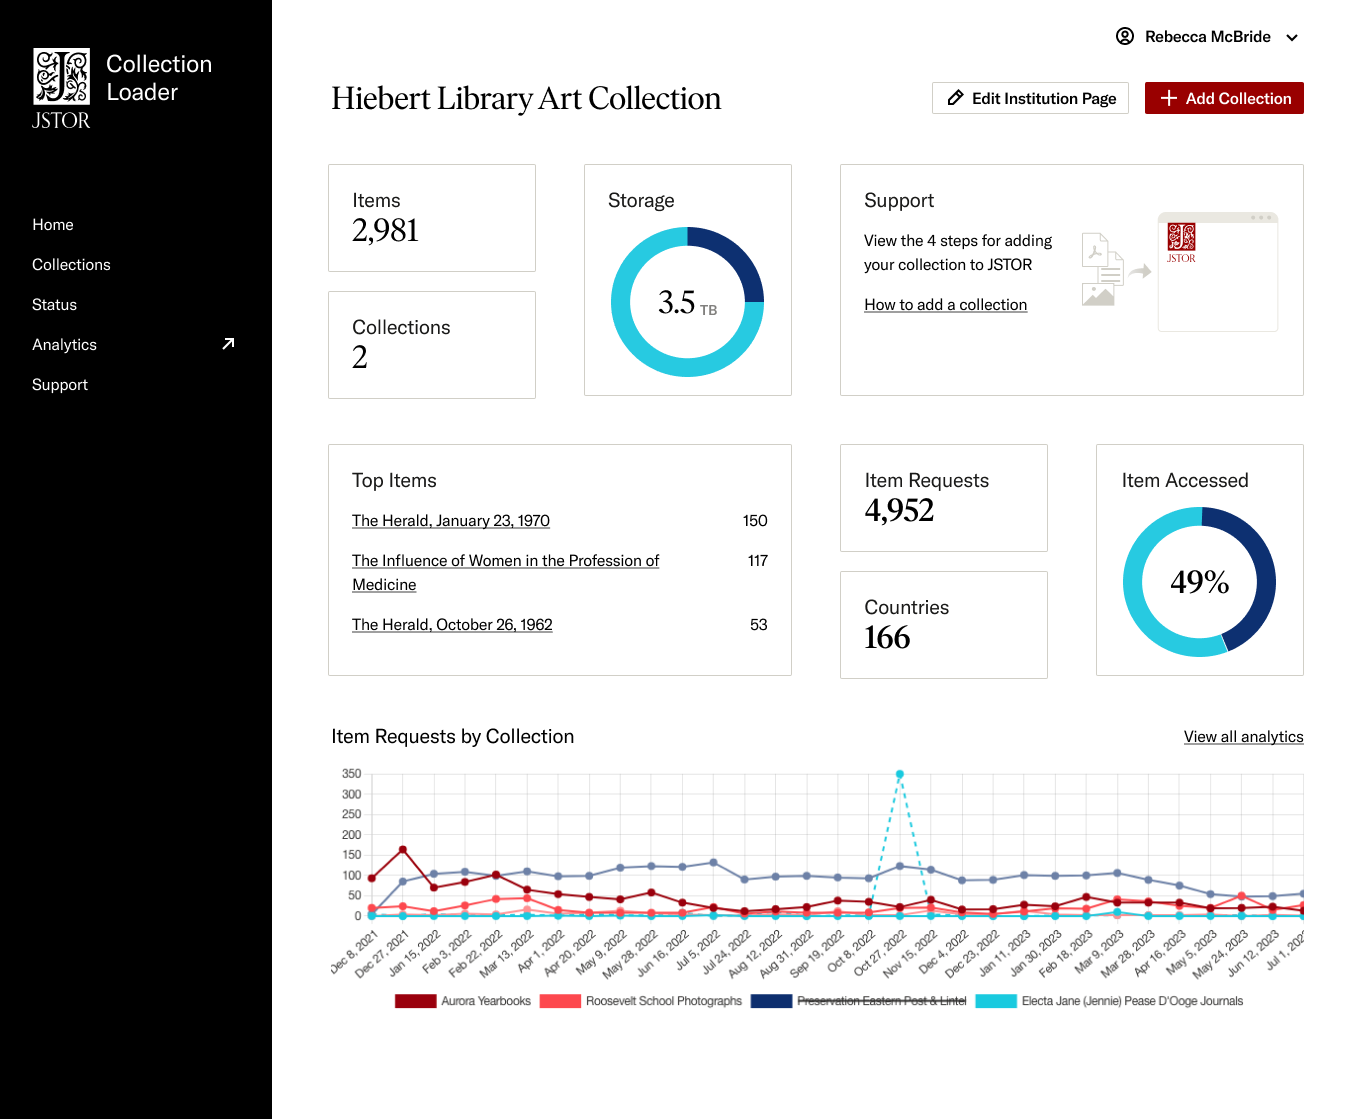 Collection
Loader
JSTOR
Home
Collections
Status
Analytics
Support
Rebecca McBride
Hiebert Library Art Collection
Edit Institution Page
Add Collection
Items
2,981
Collections
2
Storage
3.5 TB
Support
View the 4 steps for adding
your collection to JSTOR
How to add a collection
JSTOR
Top Items
The Herald, January 23, 1970 150
The Influence of Women in the Profession of 117
Medicine
The Herald, October 26, 1962 53
Item Requests
4,952
Countries
166
Item Accessed
49%
Item Requests by Collection
View all analytics
350
300
250
200
150
100
50
0
Dec 8, 2021
Dec 27, 2021
Jan 15, 2022
Feb 3, 2022
Feb 22, 2022
Mar 13, 2022
Apr 1, 2022
Apr 20, 2022
May 9, 2022
May 28, 2022
Jun 16, 2022
Jul 5, 2022
Jul 24, 2022
Aug 12, 2022
Aug 31, 2022
Sep 19, 2022
Oct 8, 2022
Oct 27, 2022
Nov 15, 2022
Dec 4, 2022
Dec 23, 2022
Jan 11, 2023
Jan 30, 2023
Feb 18, 2023
Mar 9, 2023
Mar 28, 2023
Apr 16, 2023
May 5, 2023
May 24, 2023
Jun 12, 2023
Jul 1, 202
Aurora Yearbooks Roosevelt School Photographs Preservation Eastern Post & Lintel Electa Jane (Jennie) Pease D'Ooge Journals